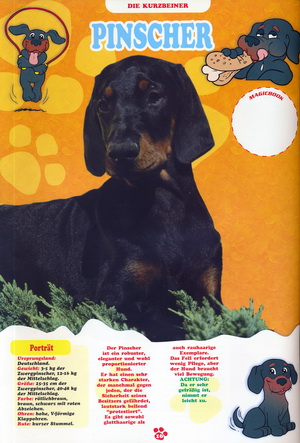 DIE KURZBEINER
PINSCHER
MAGICBOOK
Porträt
Ursprungsland:
Deutschland.
Gewicht: 3-5 kg der
Zwergpinscher, 12-16 kg
der Mittelschlag.
Größe: 25-35 cm der
Zwergpinscher, 40-48 kg
der Mittelschlag.
Farbe: rötlichbraun,
braun, schwarz mit roten
Abzeichen.
Ohren: hohe, V-förmige
Klappohren.
Rute: kurzer Stummel.
Der Pinscher
ist ein robuster,
eleganter und wohl
proportionierter
Hund.
Er hat einen sehr
starken Charakter,
der manchmal gegen
jeden, der die
Sicherheit seines
Besitzers gefährdet,
lautstark bellend
"protestiert".
Es gibt sowohl
glatthaarige als
auch rauhaarige
Exemplare.
Das Fell erfordert
wenig Pflege, aber
der Hund braucht
viel Bewegung.
ACHTUNG:
Da er sehr
gefräßig ist,
nimmt er
leicht zu.